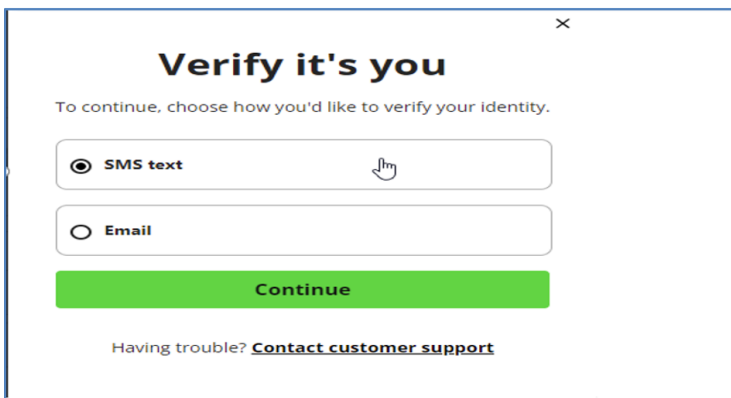 Verify it's you
To continue, choose how you'd like to verify your identity.
SMS text
Email
Continue
Having trouble? Contact customer support